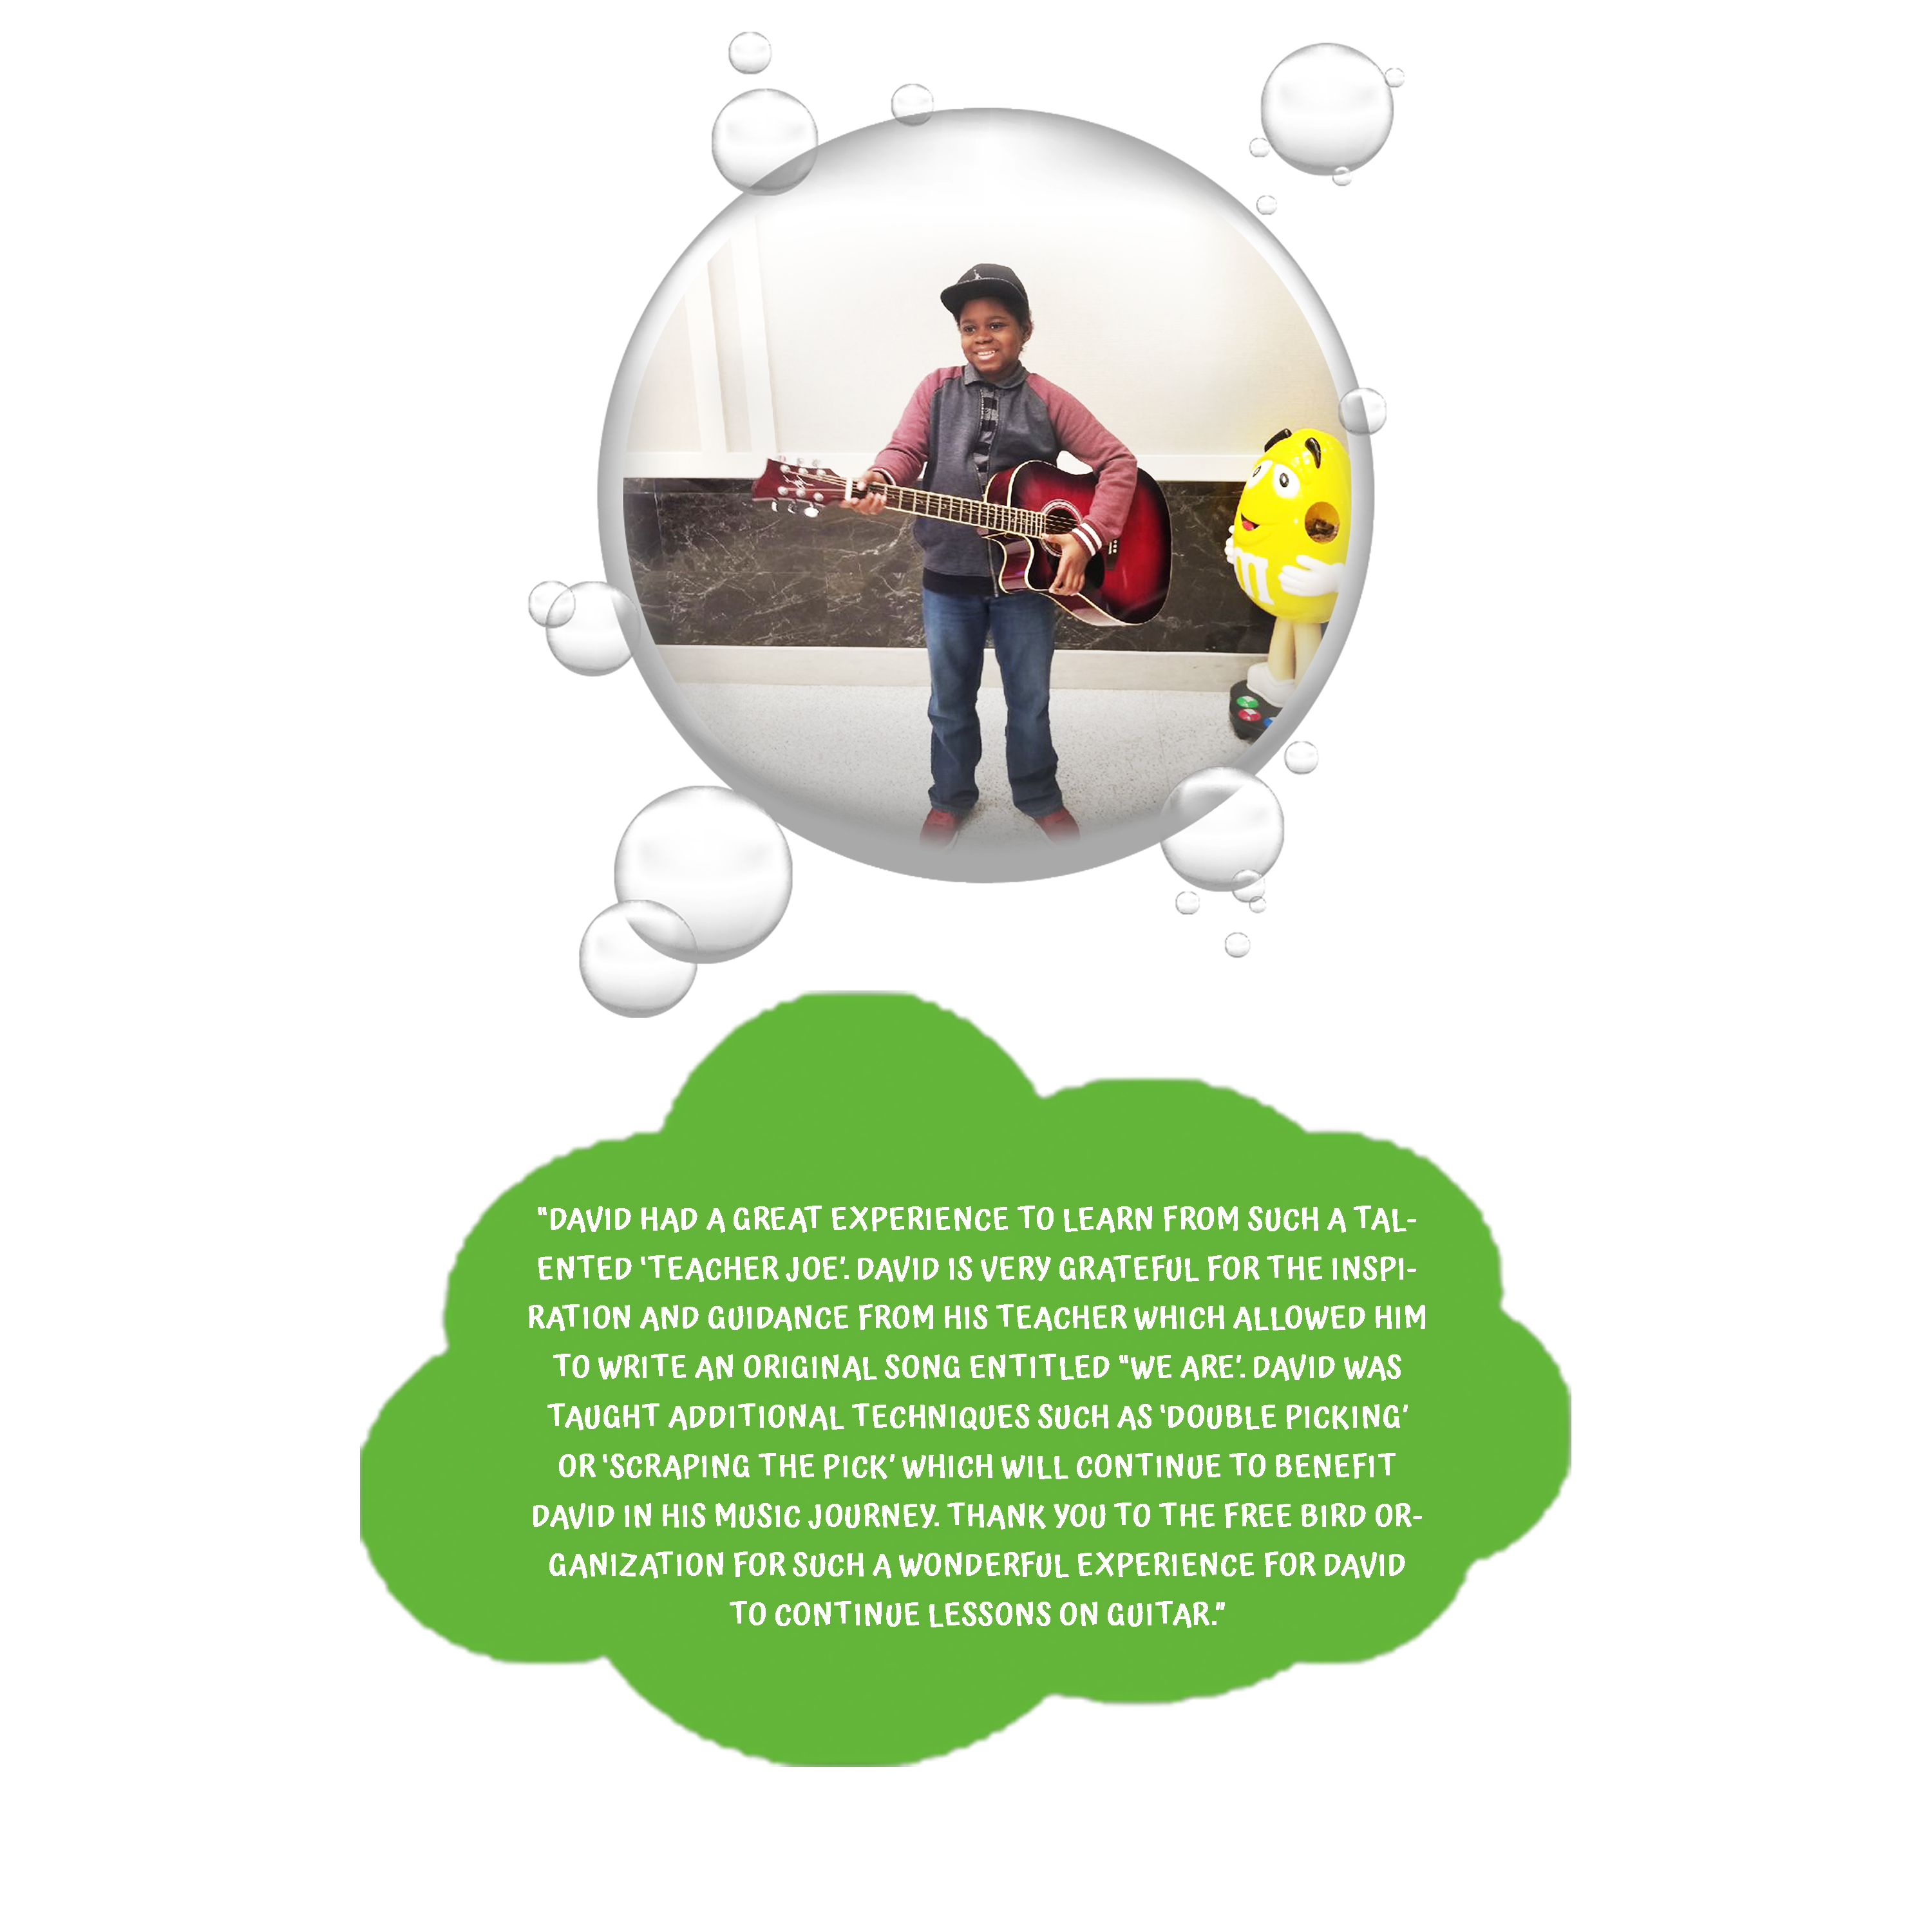 "DAVID HAD A GREAT EXPERIENCE TO LEARN FROM SUCH A TAL-
ENTED 'TEACHER JOE'. DAVID IS VERY GRATEFUL FOR THE INSPI-
RATION AND GUIDANCE FROM HIS TEACHER WHICH ALLOWED HIM
TO WRITE AN ORIGINAL SONG ENTITLED "WE ARE'. DAVID WAS
TAUGHT ADDITIONAL TECHNIQUES SUCH AS 'DOUBLE PICKING'
OR 'SCRAPING THE PICK' WHICH WILL CONTINUE TO BENEFIT
DAVID IN HIS MUSIC JOURNEY. THANK YOU TO THE FREE BIRD OR-
GANIZATION FOR SUCH A WONDERFUL EXPERIENCE FOR DAVID
TO CONTINUE LESSONS ON GUITAR."